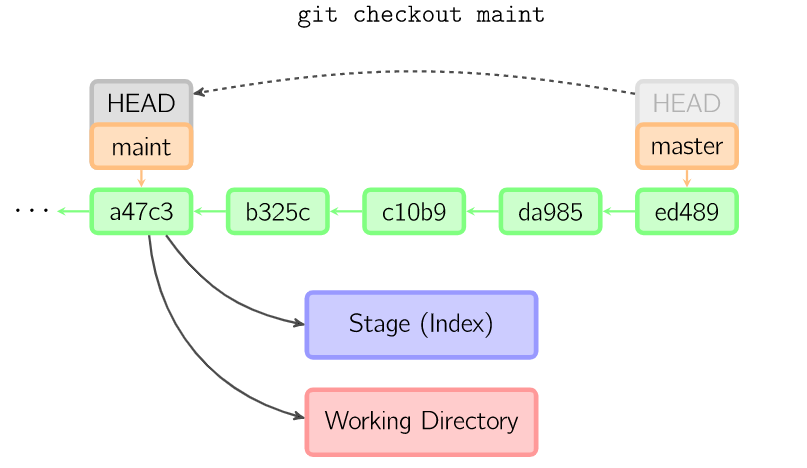 git checkout maint
HEAD
HEAD
maint
master
... a47c3 b325c c10b9 da985 ed489
Stage (Index)
Working Directory